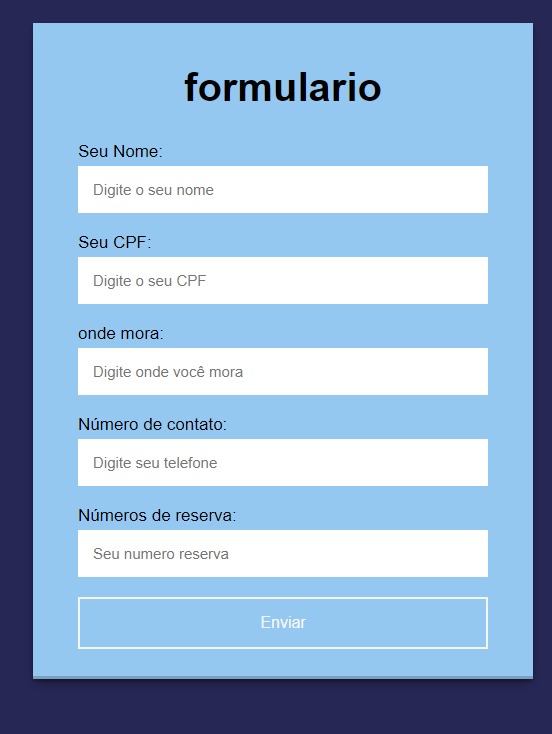 formulario
Seu Nome:
Digite o seu nome
Seu CPF:
Digite o seu CPF
onde mora:
Digite onde você mora
Número de contato:
Digite seu telefone
Números de reserva:
Seu numero reserva
Enviar